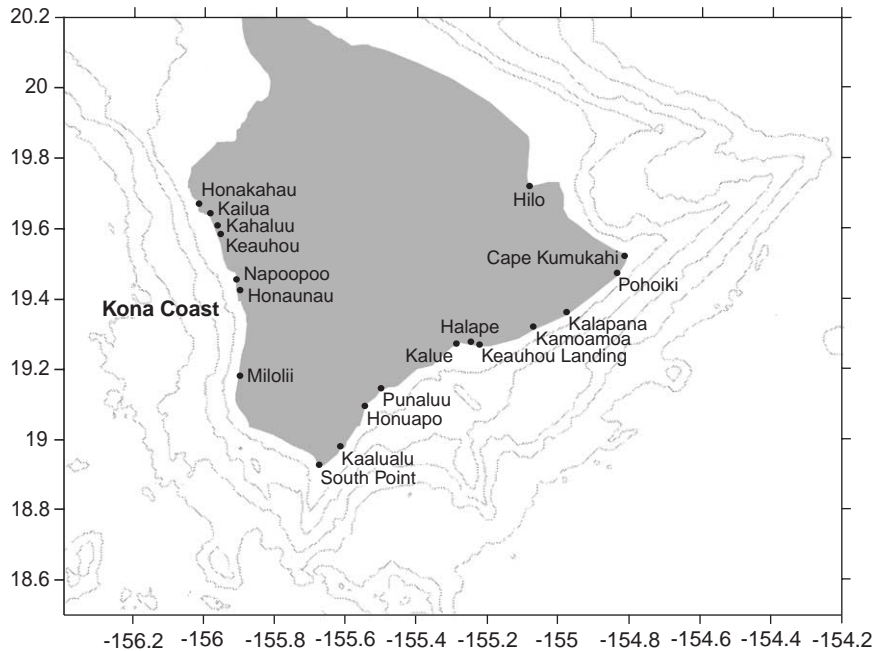 20.2
20
19.8
19.6
19.4
19.2
19
18.8
18.6
Honakahau
Kailua
Kahaluu
Keauhou
Napoopoo
Honaunau
Kona Coast
Milolii
Hilo
Cape Kumukahi
Pohoiki
Kalapana
Kamoamoa
Halape
Kalue
Keauhou Landing
Punaluu
Honuapo
Kaalualu
South Point
-156.2 -156 -155.8 -155.6 -155.4 -155.2 -155 -154.8 -154.6 -154.4 -154.2